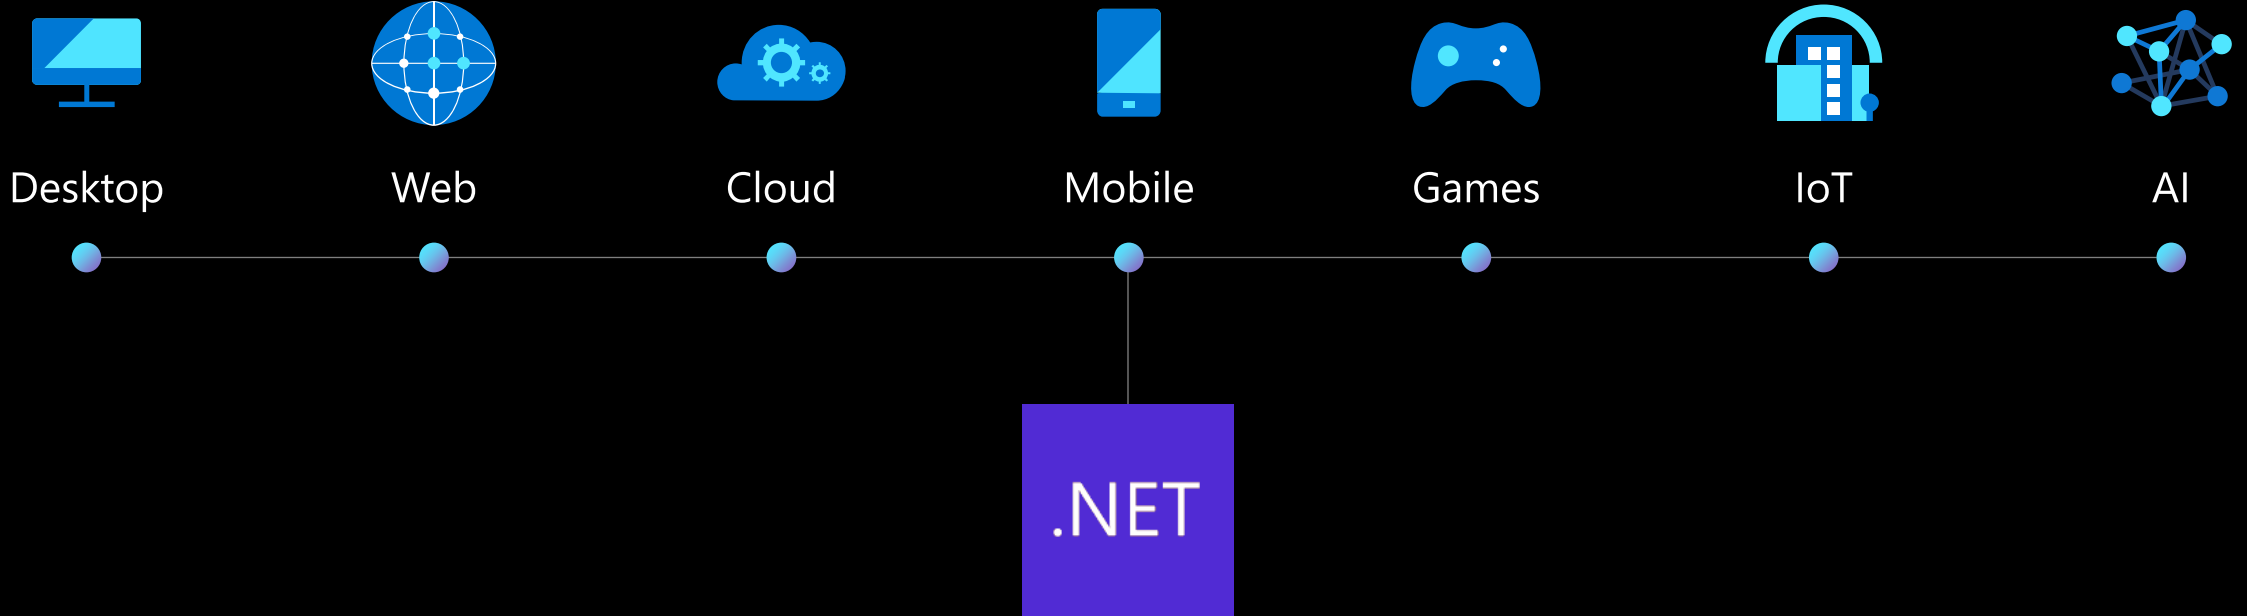 Desktop
Web
Cloud
Mobile
Games
IoT
AI
.NET